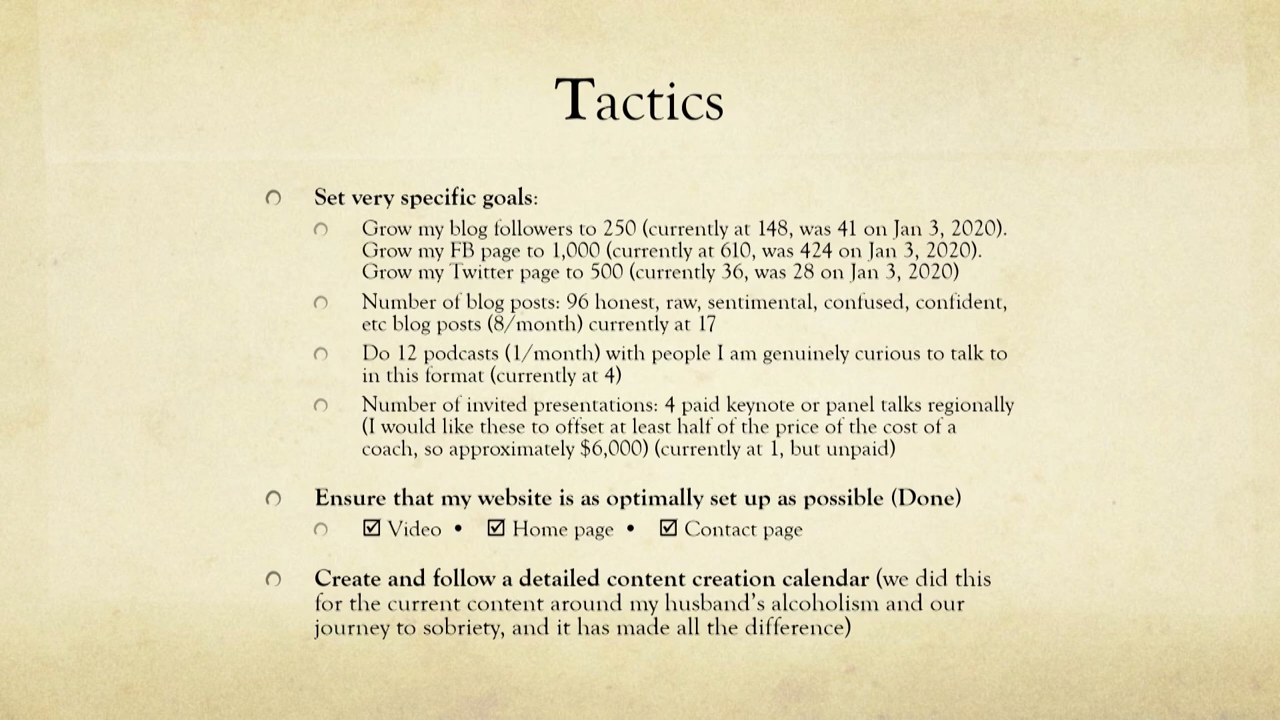 Tactics
Set very specific goals:
Grow my blog followers to 250 (currently at 148, was 41 on Jan 3, 2020).
Grow my FB page to 1,000 (currently at 610, was 424 on Jan 3, 2020).
Grow my Twitter page to 500 (currently 36, was 28 on Jan 3, 2020)
Number of blog posts: 96 honest, raw, sentimental, confused, confident,
etc blog posts (8/month) currently at 17
Do 12 podcasts (1/month) with people I am genuinely curious to talk to
in this format (currently at 4)
Number of invited presentations: 4 paid keynote or panel talks regionally
(I would like these to offset at least half of the price of the cost of a
coach, so approximately $6,000) (currently at 1, but unpaid)
Ensure that my website is as optimally set up as possible (Done)
☑ Video • ☑ Home page • ☑ Contact page
Create and follow a detailed content creation calendar (we did this
for the current content around my husband's alcoholism and our
journey to sobriety, and it has made all the difference)